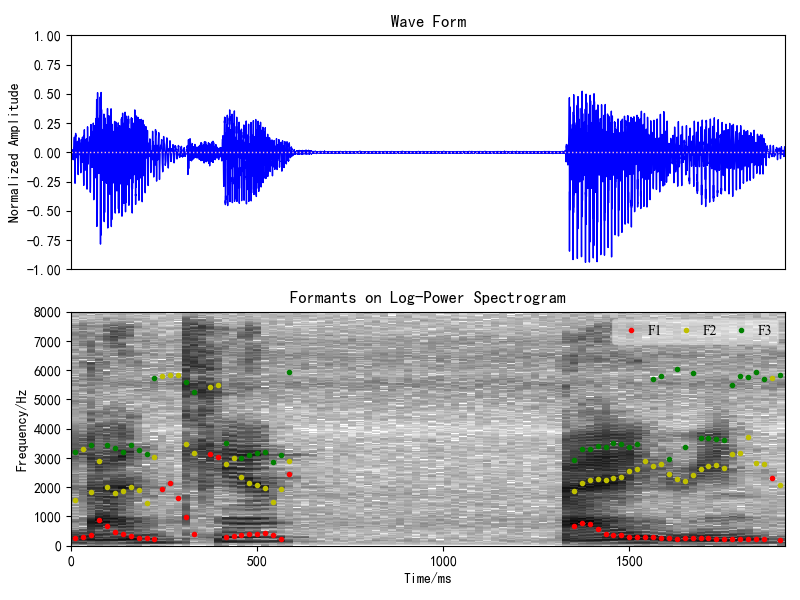 Wave Form
1.00
0.75
0.50
0.25
0.00
-0.25
-0.50
-0.75
-1.00
Normalized Amplitude
Formants on Log-Power Spectrogram
8000
7000
6000
5000
4000
3000
2000
1000
0
Frequency/Hz
F1 F2 F3
0 500 1000 1500
Time/ms